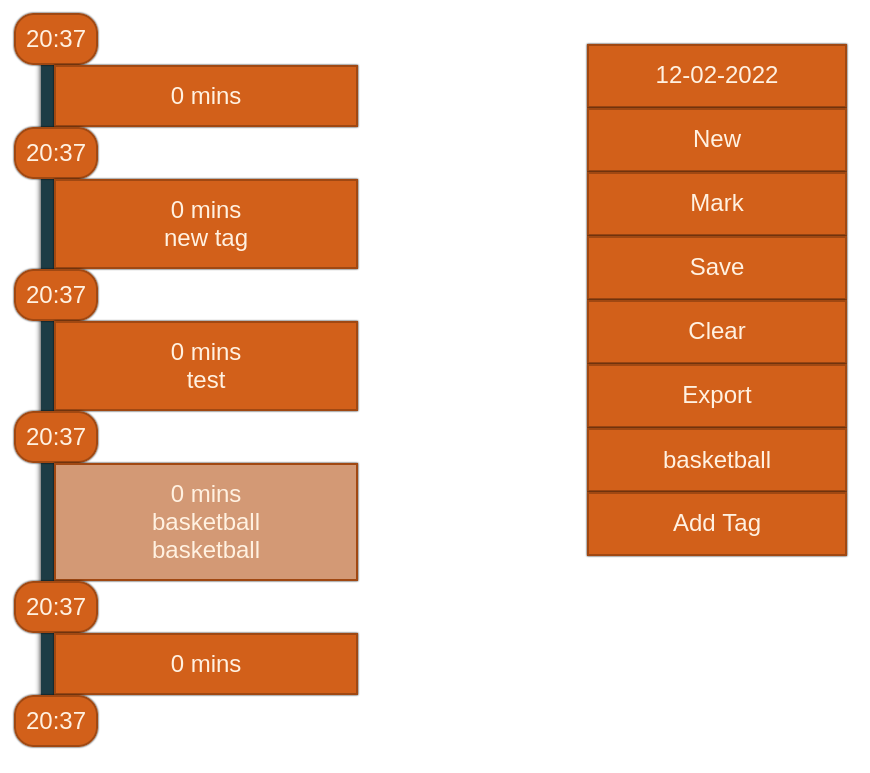 20:37
0 mins
20:37
0 mins
new tag
20:37
0 mins
test
20:37
0 mins
basketball
basketball
20:37
0 mins
20:37
12-02-2022
New
Mark
Save
Clear
Export
basketball
Add Tag